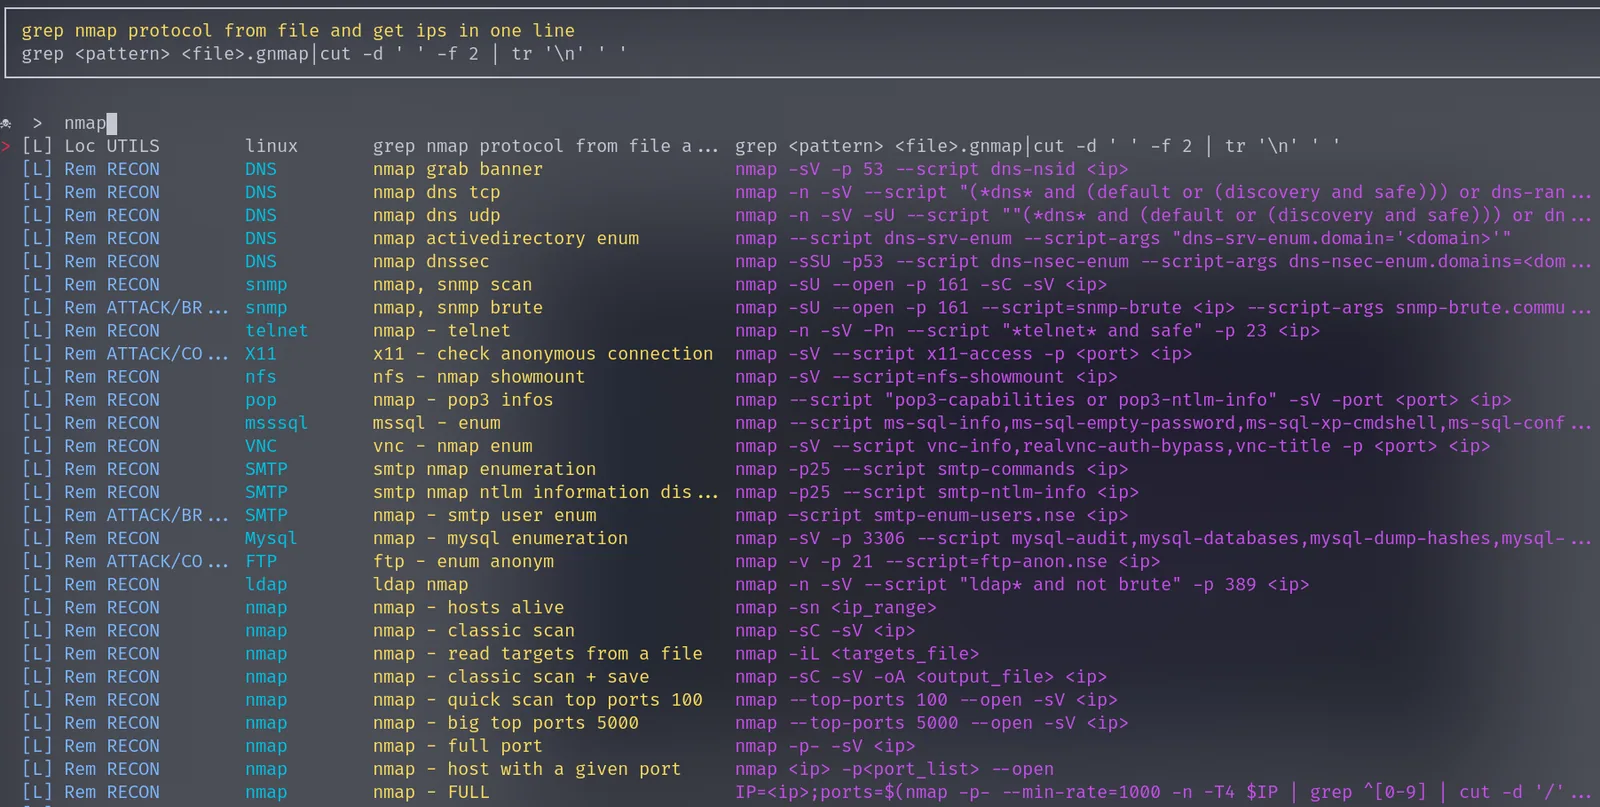 grep nmap protocol from file and get ips in one line
grep <pattern> <file>.gnmap|cut -d ' ' -f 2 | tr '\n' ' '
> nmap
> [L] Loc UTILS linux grep nmap protocol from file a... grep <pattern> <file>.gnmap|cut -d ' ' -f 2 | tr '\n' ' '
[L] Rem RECON DNS nmap grab banner nmap -sV -p 53 --script dns-nsid <ip>
[L] Rem RECON DNS nmap dns tcp nmap -n -sV --script "(*dns* and (default or (discovery and safe))) or dns-ran...
[L] Rem RECON DNS nmap dns udp nmap -n -sV -sU --script ""(*dns* and (default or (discovery and safe))) or dn...
[L] Rem RECON DNS nmap activedirectory enum nmap --script dns-srv-enum --script-args "dns-srv-enum.domain='<domain>'"
[L] Rem RECON DNS nmap dnssec nmap -sSU -p53 --script dns-nsec-enum --script-args dns-nsec-enum.domains=<dom...
[L] Rem RECON snmp nmap, snmp scan nmap -sU --open -p 161 -sC -sV <ip>
[L] Rem ATTACK/BR... snmp nmap, snmp brute nmap -sU --open -p 161 --script=snmp-brute <ip> --script-args snmp-brute.commu...
[L] Rem RECON telnet nmap - telnet nmap -n -sV -Pn --script "*telnet* and safe" -p 23 <ip>
[L] Rem ATTACK/CO... X11 x11 - check anonymous connection nmap -sV --script x11-access -p <port> <ip>
[L] Rem RECON nfs nfs - nmap showmount nmap -sV --script=nfs-showmount <ip>
[L] Rem RECON pop nmap - pop3 infos nmap --script "pop3-capabilities or pop3-ntlm-info" -sV -port <port> <ip>
[L] Rem RECON msssql mssql - enum nmap --script ms-sql-info,ms-sql-empty-password,ms-sql-xp-cmdshell,ms-sql-conf...
[L] Rem RECON VNC vnc - nmap enum nmap -sV --script vnc-info,realvnc-auth-bypass,vnc-title -p <port> <ip>
[L] Rem RECON SMTP smtp nmap enumeration nmap -p25 --script smtp-commands <ip>
[L] Rem RECON SMTP smtp nmap ntlm information dis... nmap -p25 --script smtp-ntlm-info <ip>
[L] Rem ATTACK/BR... SMTP nmap - smtp user enum nmap –script smtp-enum-users.nse <ip>
[L] Rem RECON Mysql nmap - mysql enumeration nmap -sV -p 3306 --script mysql-audit,mysql-databases,mysql-dump-hashes,mysql-...
[L] Rem ATTACK/CO... FTP ftp - enum anonym nmap -v -p 21 --script=ftp-anon.nse <ip>
[L] Rem RECON ldap ldap nmap nmap -n -sV --script "ldap* and not brute" -p 389 <ip>
[L] Rem RECON nmap nmap - hosts alive nmap -sn <ip_range>
[L] Rem RECON nmap nmap - classic scan nmap -sC -sV <ip>
[L] Rem RECON nmap nmap - read targets from a file nmap -iL <targets_file>
[L] Rem RECON nmap nmap - classic scan + save nmap -sC -sV -oA <output_file> <ip>
[L] Rem RECON nmap nmap - quick scan top ports 100 nmap --top-ports 100 --open -sV <ip>
[L] Rem RECON nmap nmap - big top ports 5000 nmap --top-ports 5000 --open -sV <ip>
[L] Rem RECON nmap nmap - full port nmap -p- -sV <ip>
[L] Rem RECON nmap nmap - host with a given port nmap <ip> -p<port_list> --open
[L] Rem RECON nmap nmap - FULL IP=<ip>;ports=$(nmap -p- --min-rate=1000 -n -T4 $IP | grep ^[0-9] | cut -d '/'...